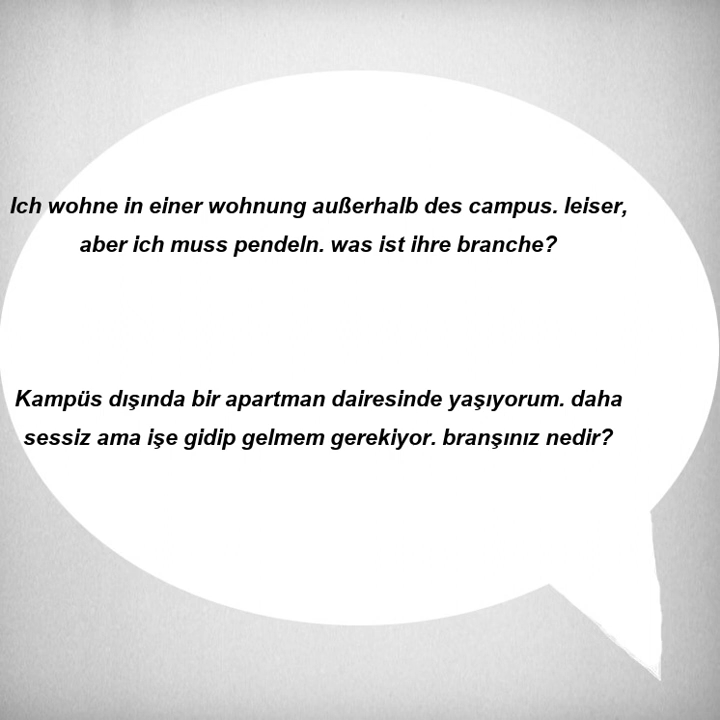 Ich wohne in einer wohnung außerhalb des campus. leiser,
aber ich muss pendeln. was ist ihre branche?
Kampüs dışında bir apartman dairesinde yaşıyorum. daha
sessiz ama işe gidip gelmem gerekiyor. branşınız nedir?